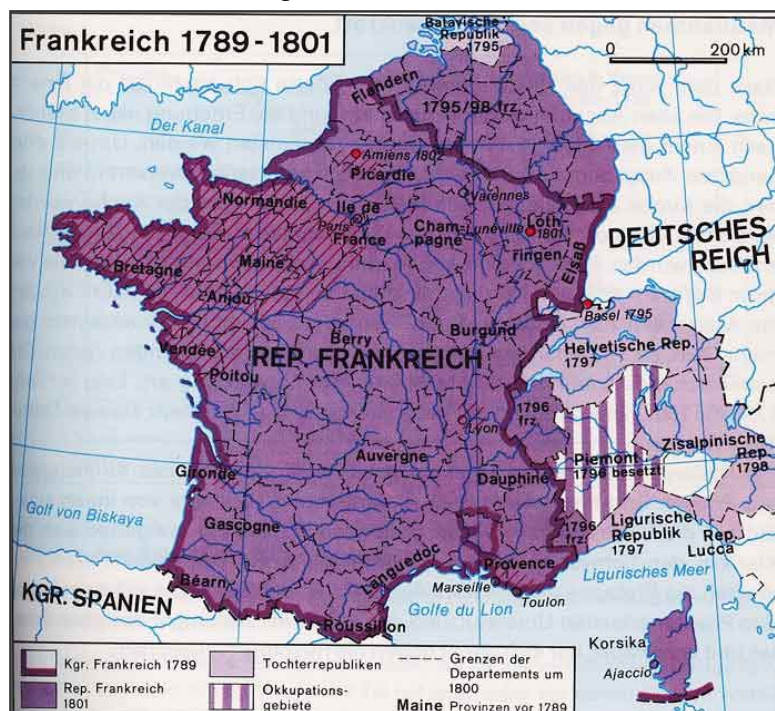 Frankreich 1789-1801
Batavische
Republik
1795
0
200 km
Flandern
1795/98 frz.
Der Kanal
Amiens 1802
Picardie
Varennes
Normandie
Ile de
Paris
France
Cham-
pagne
Lunéville
Loth-
1801
ringen
Elsaß
DEUTSCHES
REICH
Bretagne
Maine
Anjou
Basel 1795
Berry
Burgund
Helvetische Rep.
1797
Vendée
REP. FRANKREICH
Poitou
1796
frz.
Lyon
Piemont
1796 besetzt
Zisalpinische
Rep.
1798
Auvergne
Gironde
Dauphiné
Golf von Biskaya
Gascogne
1796
frz.
Ligurische
Republik
1797
Rep.
Lucca
Languedoc
Provence
Ligurisches Meer
Béarn
Marseille
Toulon
KGR. SPANIEN
Golfe du Lion
Roussillon
Korsika
Ajaccio
Kgr. Frankreich 1789
Rep. Frankreich
1801
Tochterrepubliken
Okkupations-
gebiete
Grenzen der
Departements um
1800
Maine Provinzen vor 1789